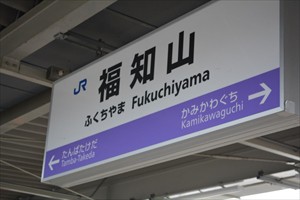 JR
福知山
ふくちやま Fukuchiyama
かみかわぐち
Kamikawaguchi
たんばたけだ
Tamba-Takeda